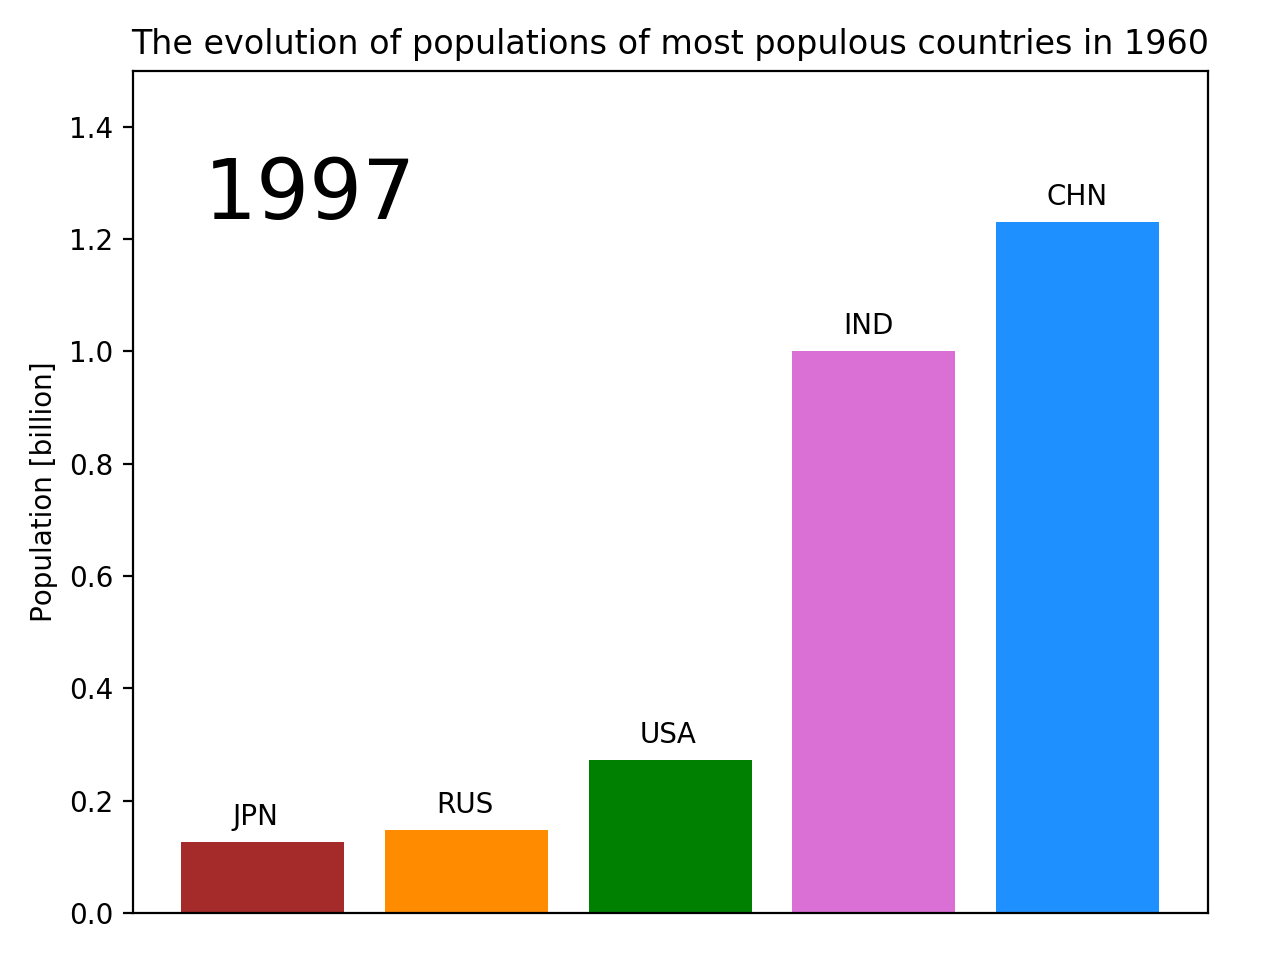 The evolution of populations of most populous countries in 1960
1997
Population [billion]
1.4
1.2
1.0
0.8
0.6
0.4
0.2
0.0
JPN
RUS
USA
IND
CHN